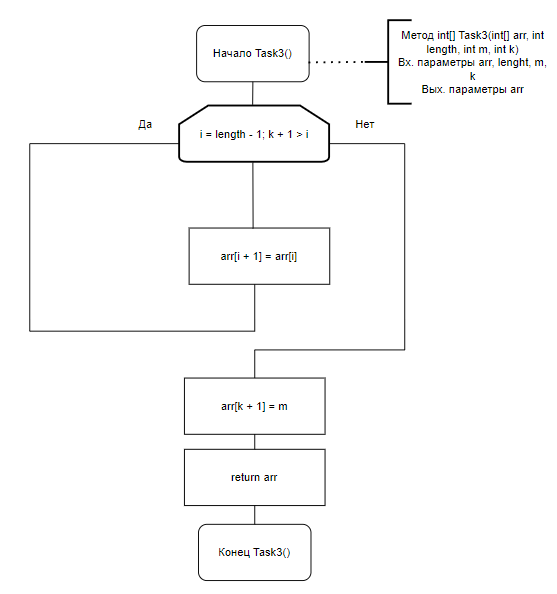 Начало Task3()
Метод int[] Task3(int[] arr, int
length, int m, int k)
Вх. параметры arr, lenght, m,
k
Вых. параметры arr
Да
Нет
i = length - 1; k + 1 > i
arr[i + 1] = arr[i]
arr[k + 1] = m
return arr
Конец Task3()